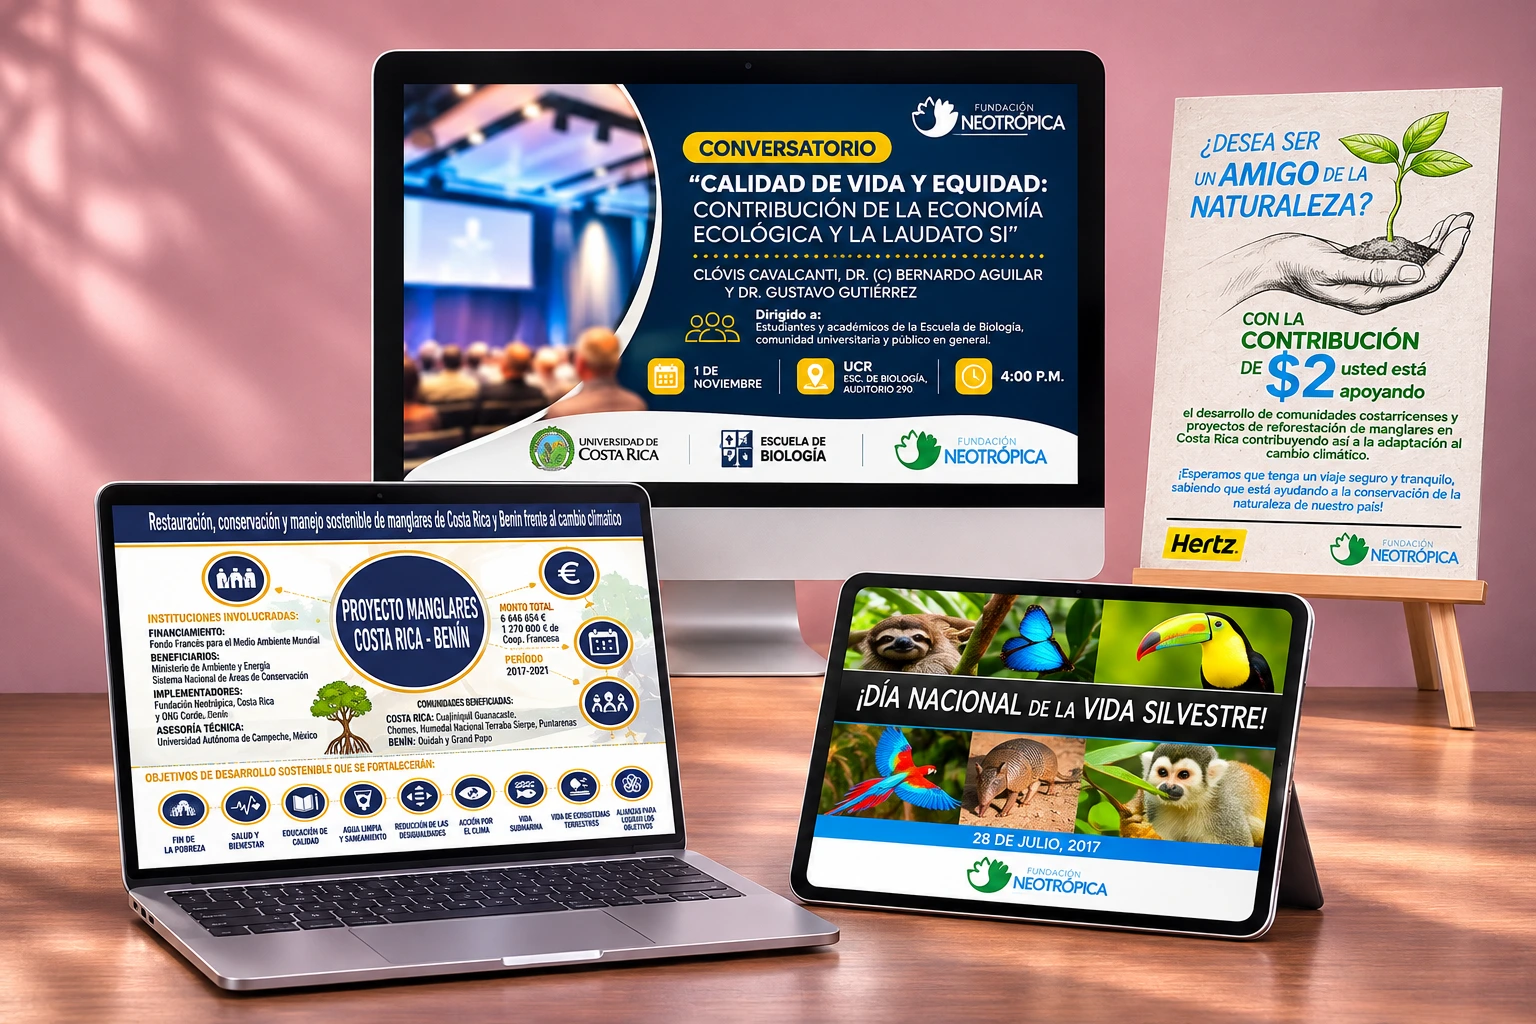 FUNDACIÓN
NEOTRÓPICA
CONVERSATORIO
“CALIDAD DE VIDA Y EQUIDAD:
CONTRIBUCIÓN DE LA ECONOMÍA
ECOLÓGICA Y LA LAUDATO SI”
CLÓVIS CAVALCANTI, DR. (C) BERNARDO AGUILAR
Y DR. GUSTAVO GUTIÉRREZ
Dirigido a:
Estudiantes y académicos de la Escuela de Biología,
comunidad universitaria y público en general.
1 DE
NOVIEMBRE
UCR
ESC. DE BIOLOGÍA,
AUDITORIO 290
4:00 P.M.
UNIVERSIDAD DE
COSTA RICA
ESCUELA DE
BIOLOGÍA
FUNDACIÓN
NEOTRÓPICA
¿DESEA SER
UN AMIGO DE LA
NATURALEZA?
CON LA
CONTRIBUCIÓN
DE $2 usted está
apoyando
el desarrollo de comunidades costarricenses y
proyectos de reforestación de manglares en
Costa Rica contribuyendo así a la adaptación al
cambio climático.
¡Esperamos que tenga un viaje seguro y tranquilo,
sabiendo que está ayudando a la conservación de la
naturaleza de nuestro país!
Hertz.
FUNDACIÓN
NEOTRÓPICA
Restauración, conservación y manejo sostenible de manglares de Costa Rica y Benin frente al cambio climatico
INSTITUCIONES INVOLUCRADAS:
FINANCIAMIENTO:
Fondo Francés para el Medio Ambiente Mundial
BENEFICIARIOS:
Ministerio de Ambiente y Energia
Sistema Nacional de Areas de Conservación
IMPLEMENTADORES:
Fundación Neotrópica, Costa Rica
y ONG Corde, Benin
ASESORÍA TÉCNICA:
Universidad Autónoma de Campeche, México
PROYECTO MANGLARES
COSTA RICA - BENÍN
€
MONTO TOTAL
6 646 654 €
1 270 000 € de
Coop. Francesa
PERÍODO
2017-2021
COMUNIDADES BENEFICIADAS:
COSTA RICA: Cuajiniquil Guanacaste,
Chomes, Humedal Nacional Terraba Sierpe, Puntarenas
BENÍN: Ouidah y Grand Papo
OBJETIVOS DE DESARROLLO SOSTENIBLE QUE SE FORTALECERÁN:
FIN DE
LA POBREZA
SALUD Y
BIENESTAR
EDUCACIÓN DE
CALIDAD
AGUA LIMPIA
Y SANEAMIENTO
REDUCCIÓN DE LAS
DESIGUALDADES
ACCIÓN POR
EL CLIMA
VIDA
SUBMARINA
VIDA DE ECOSISTEMAS
TERRESTRES
ALIANZAS PARA
LOGRAR LOS
OBJETIVOS
¡DÍA NACIONAL DE LA VIDA SILVESTRE!
28 DE JULIO, 2017
FUNDACIÓN
NEOTRÓPICA